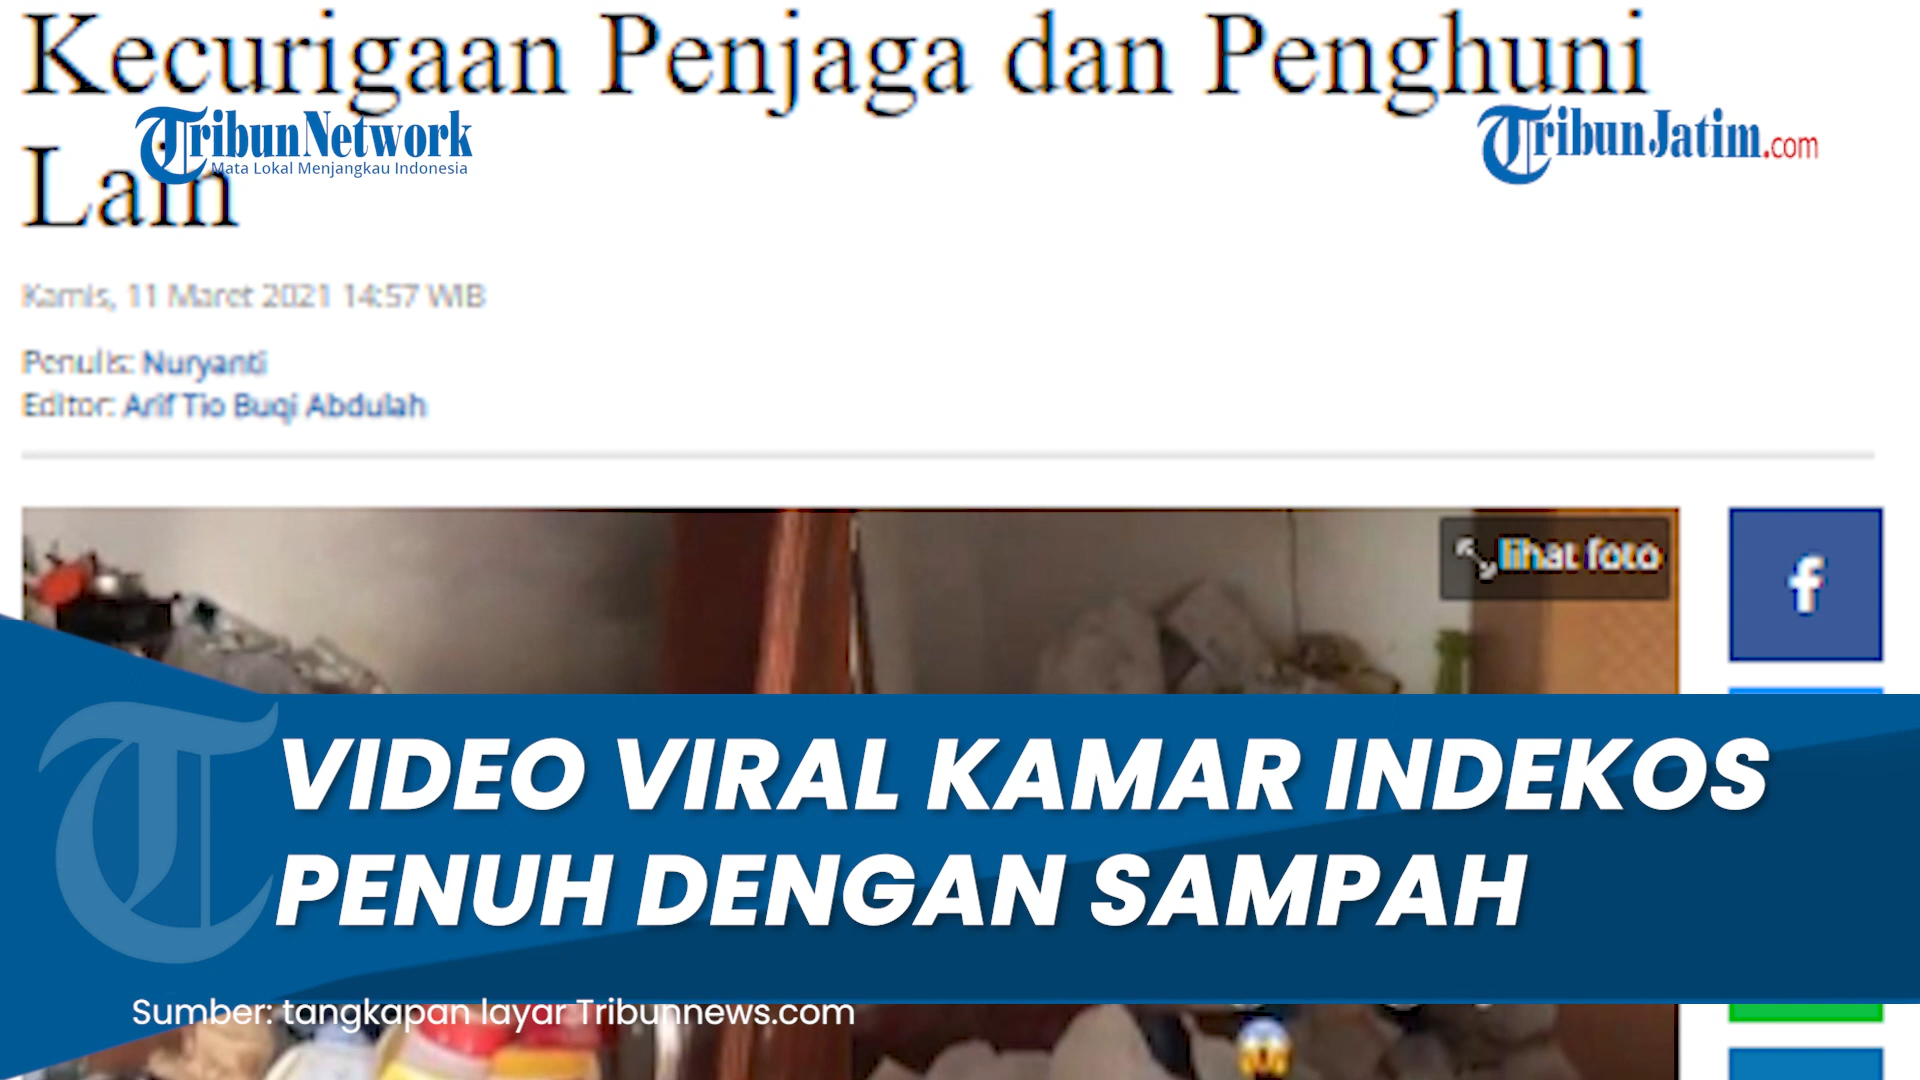 Kecurigaan Penjaga dan Penghuni
Lain
TribunNetwork
Mata Lokal Menjangkau Indonesia
TribunJatim.com
Kamis, 11 Maret 2021 14:57 WIB
Penulis: Nuryanti
Editor: Arif Tio Buqi Abdulah
lihat foto
f
VIDEO VIRAL KAMAR INDEKOS
PENUH DENGAN SAMPAH
Sumber: tangkapan layar Tribunnews.com